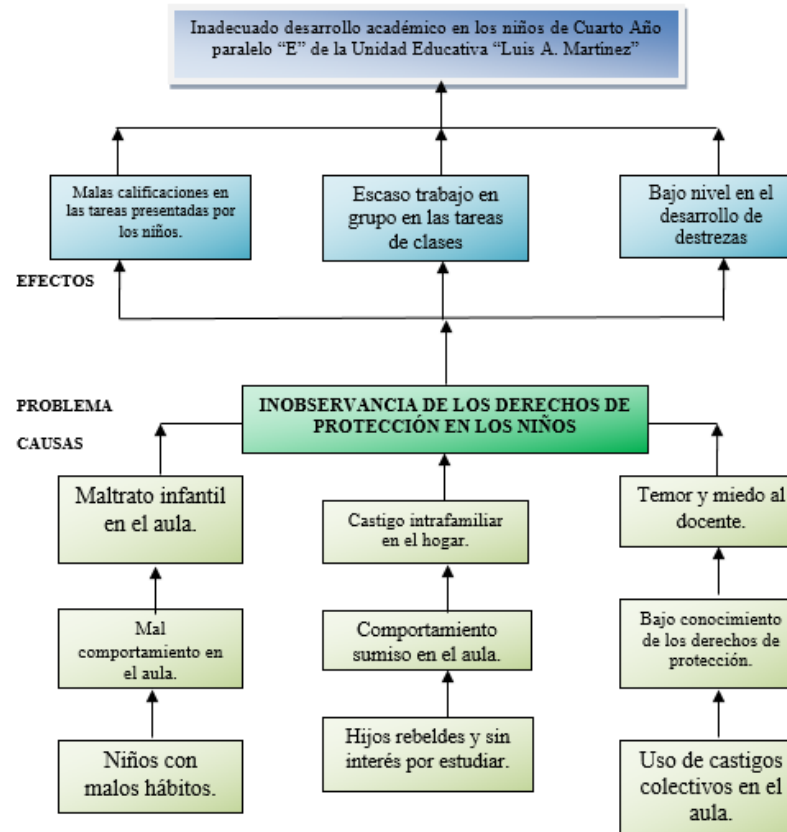 Inadecuado desarrollo académico en los niños de Cuarto Año
paralelo “E” de la Unidad Educativa “Luis A. Martínez”
Malas calificaciones en
las tareas presentadas por
los niños.
Escaso trabajo en
grupo en las tareas
de clases
Bajo nivel en el
desarrollo de
destrezas
EFECTOS
PROBLEMA
INOBSERVANCIA DE LOS DERECHOS DE
PROTECCIÓN EN LOS NIÑOS
CAUSAS
Maltrato infantil
en el aula.
Castigo intrafamiliar
en el hogar.
Temor y miedo al
docente.
Mal
comportamiento en
el aula.
Comportamiento
sumiso en el aula.
Bajo conocimiento
de los derechos de
protección.
Niños con
malos hábitos.
Hijos rebeldes y sin
interés por estudiar.
Uso de castigos
colectivos en el
aula.